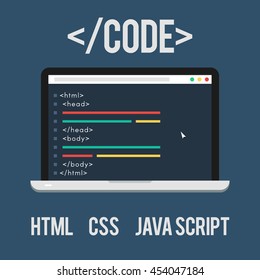 </CODE>
<html>
<head>
</head>
<body>
</body>
</html>
HTML CSS JAVA SCRIPT
shutterstock.com · 454047184